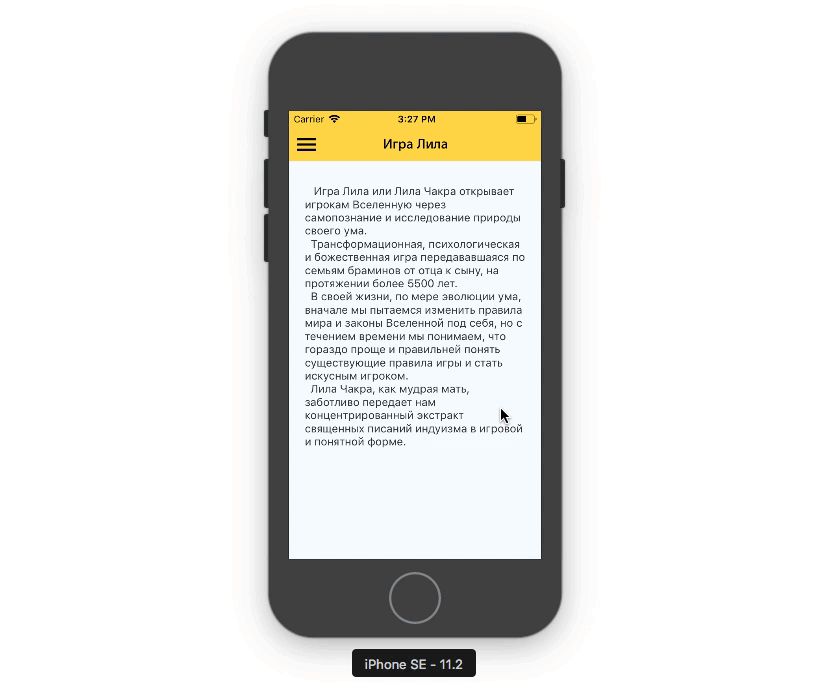 Carrier 3:27 PM
Игра Лила
Игра Лила или Лила Чакра открывает
игрокам Вселенную через
самопознание и исследование природы
своего ума.
Трансформационная, психологическая
и божественная игра передававшаяся по
семьям браминов от отца к сыну, на
протяжении более 5500 лет.
В своей жизни, по мере эволюции ума,
вначале мы пытаемся изменить правила
мира и законы Вселенной под себя, но с
течением времени мы понимаем, что
гораздо проще и правильней понять
существующие правила игры и стать
искусным игроком.
Лила Чакра, как мудрая мать,
заботливо передает нам
концентрированный экстракт
священных писаний индуизма в игровой
и понятной форме.
iPhone SE - 11.2